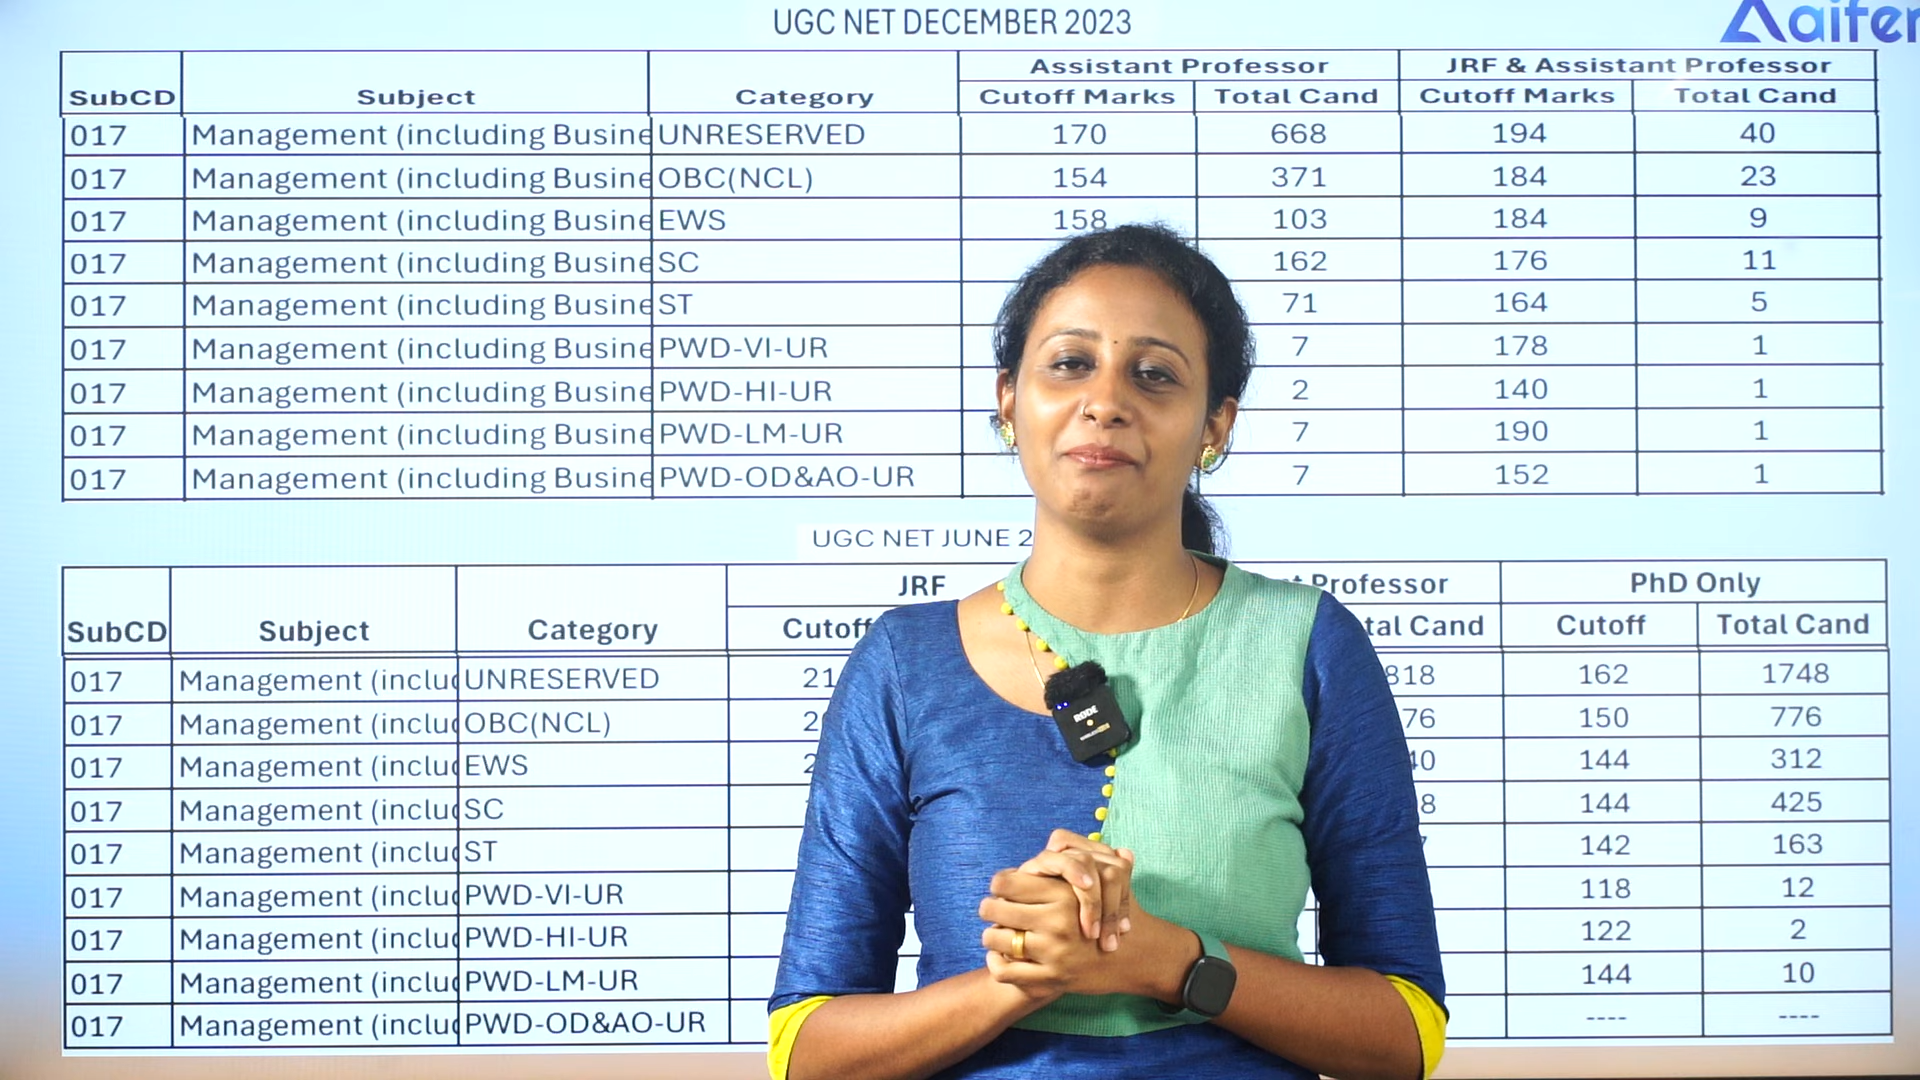 UGC NET DECEMBER 2023
Aaifer
Assistant Professor JRF & Assistant Professor
SubCD Subject Category Cutoff Marks Total Cand Cutoff Marks Total Cand
017 Management (including Busine UNRESERVED 170 668 194 40
017 Management (including Busine OBC(NCL) 154 371 184 23
017 Management (including Busine EWS 158 103 184 9
017 Management (including Busine SC 162 176 11
017 Management (including Busine ST 71 164 5
017 Management (including Busine PWD-VI-UR 7 178 1
017 Management (including Busine PWD-HI-UR 2 140 1
017 Management (including Busine PWD-LM-UR 7 190 1
017 Management (including Busine PWD-OD&AO-UR 7 152 1
UGC NET JUNE 2
JRF Professor PhD Only
SubCD Subject Category Cutoff Cand Cutoff Total Cand
017 Management (inclu UNRESERVED 162 1748
017 Management (inclu OBC(NCL) 150 776
017 Management (inclu EWS 144 312
017 Management (inclu SC 144 425
017 Management (inclu ST 142 163
017 Management (inclu PWD-VI-UR 118 12
017 Management (inclu PWD-HI-UR 122 2
017 Management (inclu PWD-LM-UR 144 10
017 Management (inclu PWD-OD&AO-UR ---- ----
RODE